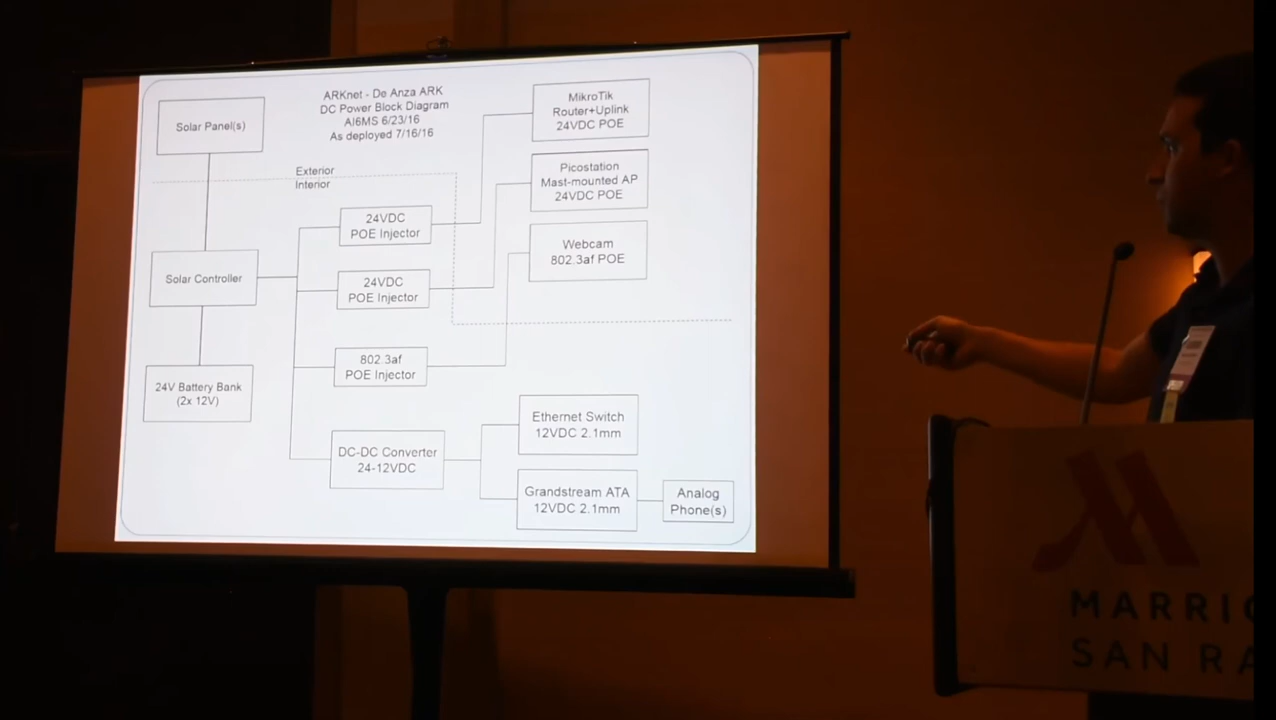 ARKnet - De Anza ARK
DC Power Block Diagram
AI6MS 6/23/16
As deployed 7/16/16
Solar Panel(s)
Exterior
Interior
MikroTik
Router+Uplink
24VDC POE
Picostation
Mast-mounted AP
24VDC POE
Webcam
802.3af POE
24VDC
POE Injector
24VDC
POE Injector
802.3af
POE Injector
Solar Controller
24V Battery Bank
(2x 12V)
DC-DC Converter
24-12VDC
Ethernet Switch
12VDC 2.1mm
Grandstream ATA
12VDC 2.1mm
Analog
Phone(s)
MARRIO
SAN RA